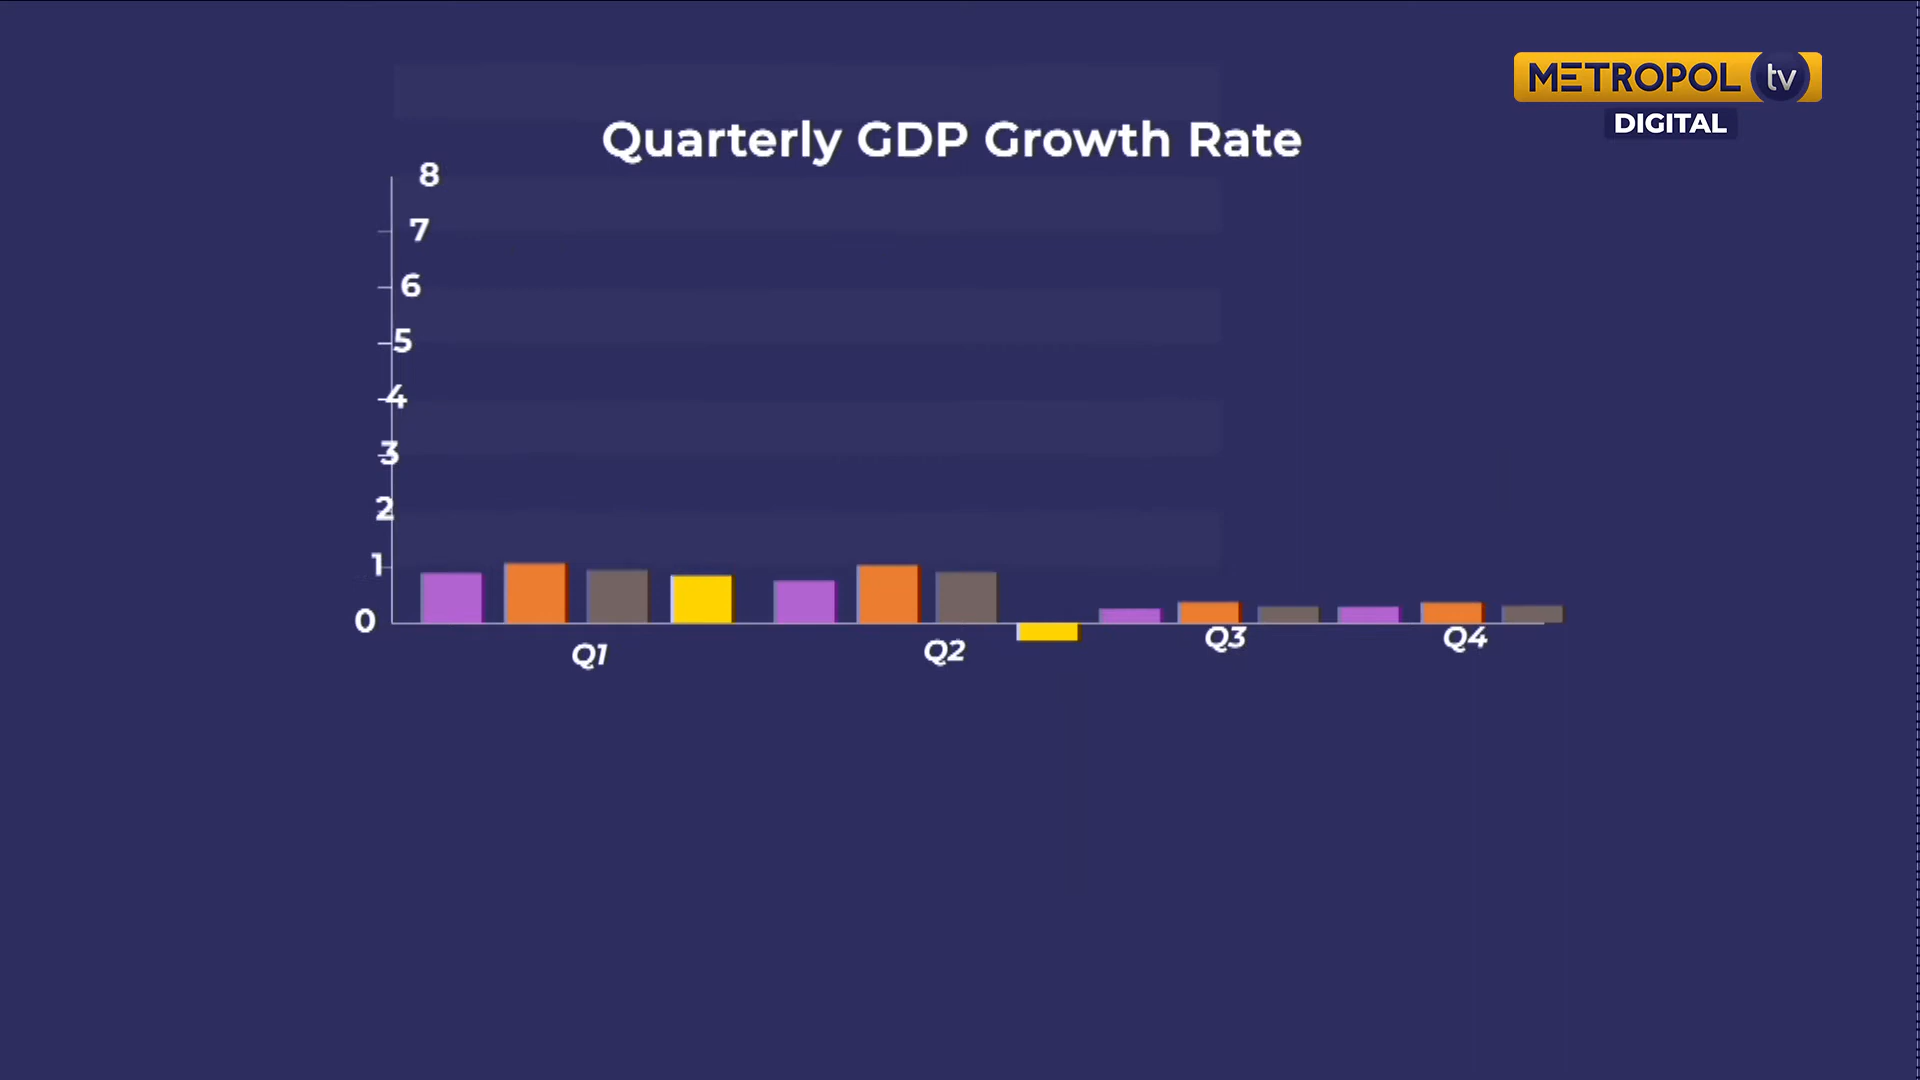 METROPOL tv
DIGITAL
Quarterly GDP Growth Rate
8
7
6
5
4
3
2
1
0
Q1
Q2
Q3
Q4